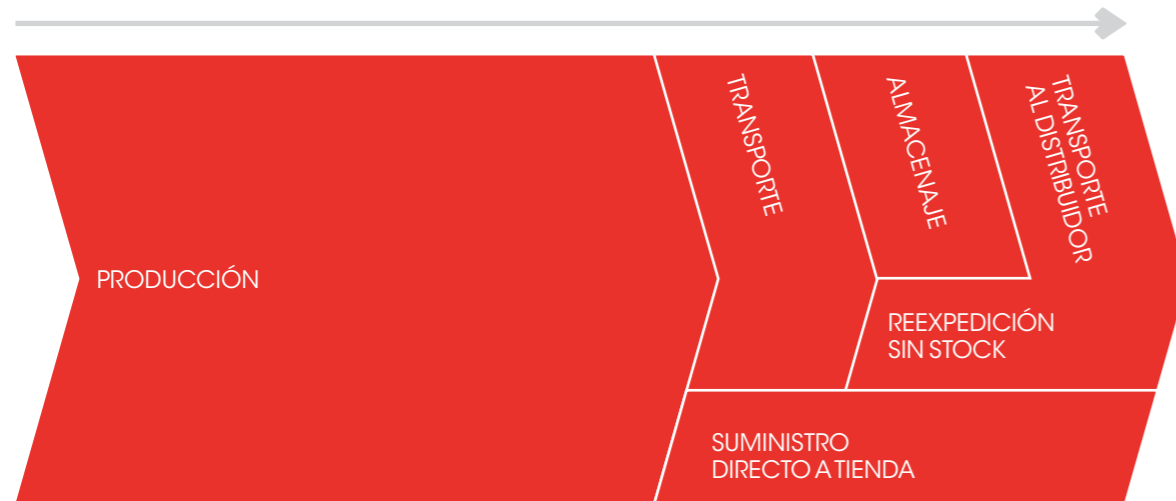 PRODUCCIÓN
TRANSPORTE
ALMACENAJE
TRANSPORTE
AL DISTRIBUIDOR
REEXPEDICIÓN
SIN STOCK
SUMINISTRO
DIRECTO A TIENDA